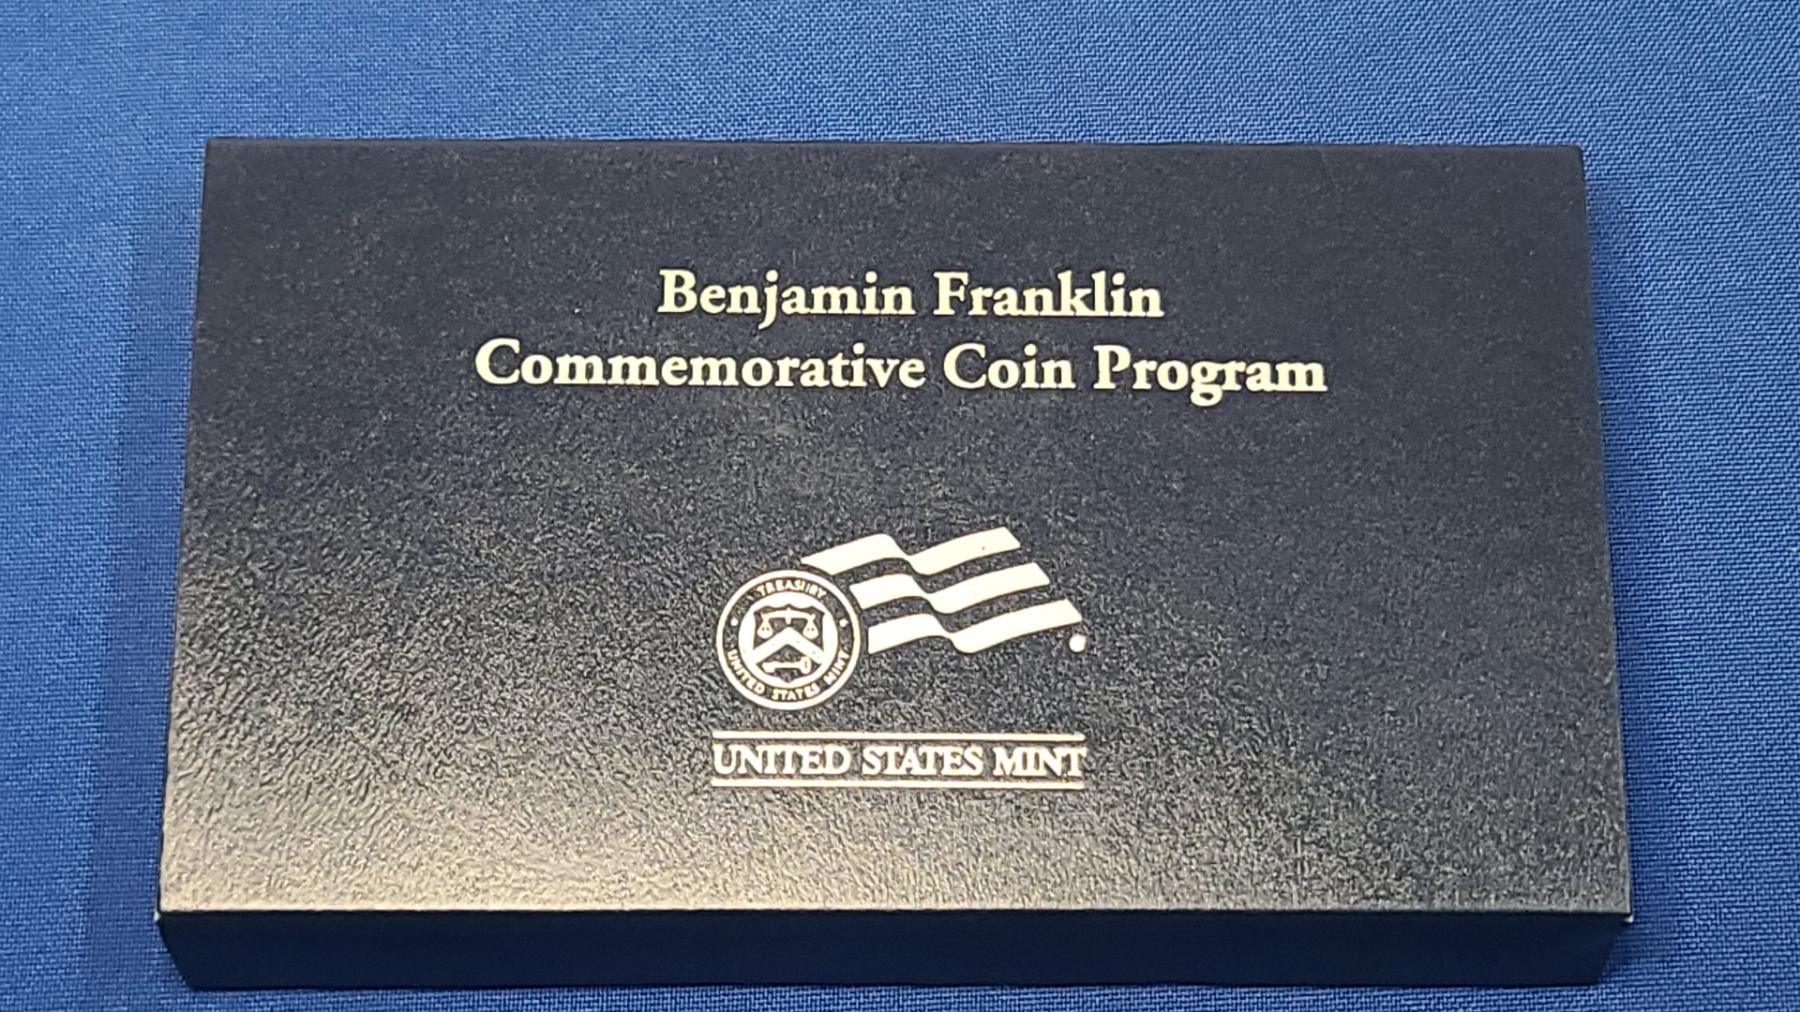 Benjamin Franklin
Commemorative Coin Program
TREASURY
UNITED STATES MINT
UNITED STATES MINT